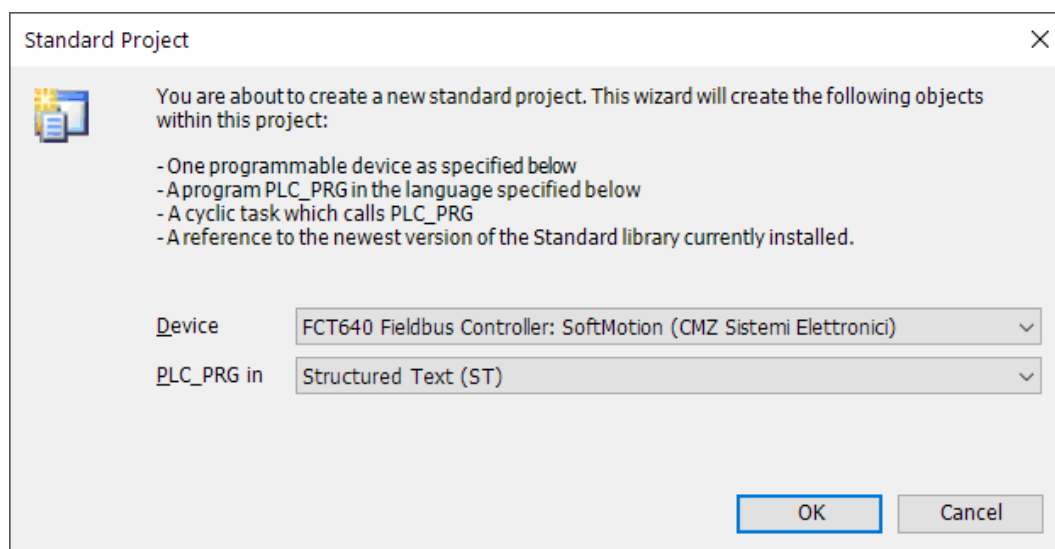 Standard Project
You are about to create a new standard project. This wizard will create the following objects
within this project:
- One programmable device as specified below
- A program PLC_PRG in the language specified below
- A cyclic task which calls PLC_PRG
- A reference to the newest version of the Standard library currently installed.
Device FCT640 Fieldbus Controller: SoftMotion (CMZ Sistemi Elettronici)
PLC_PRG in Structured Text (ST)
OK Cancel